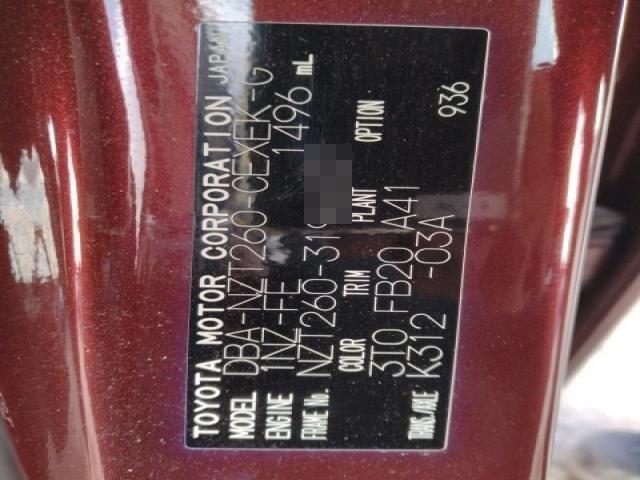 TOYOTA MOTOR CORPORATION JAPAN
MODEL DBA-NZT260-CEXEK-G
ENGINE 1NZ-FE 1496 mL
FRAME No. NZT260-319
COLOR TRIM PLANT OPTION
3T0 FB20 A41
TRANS./AXLE K312 -03A 936